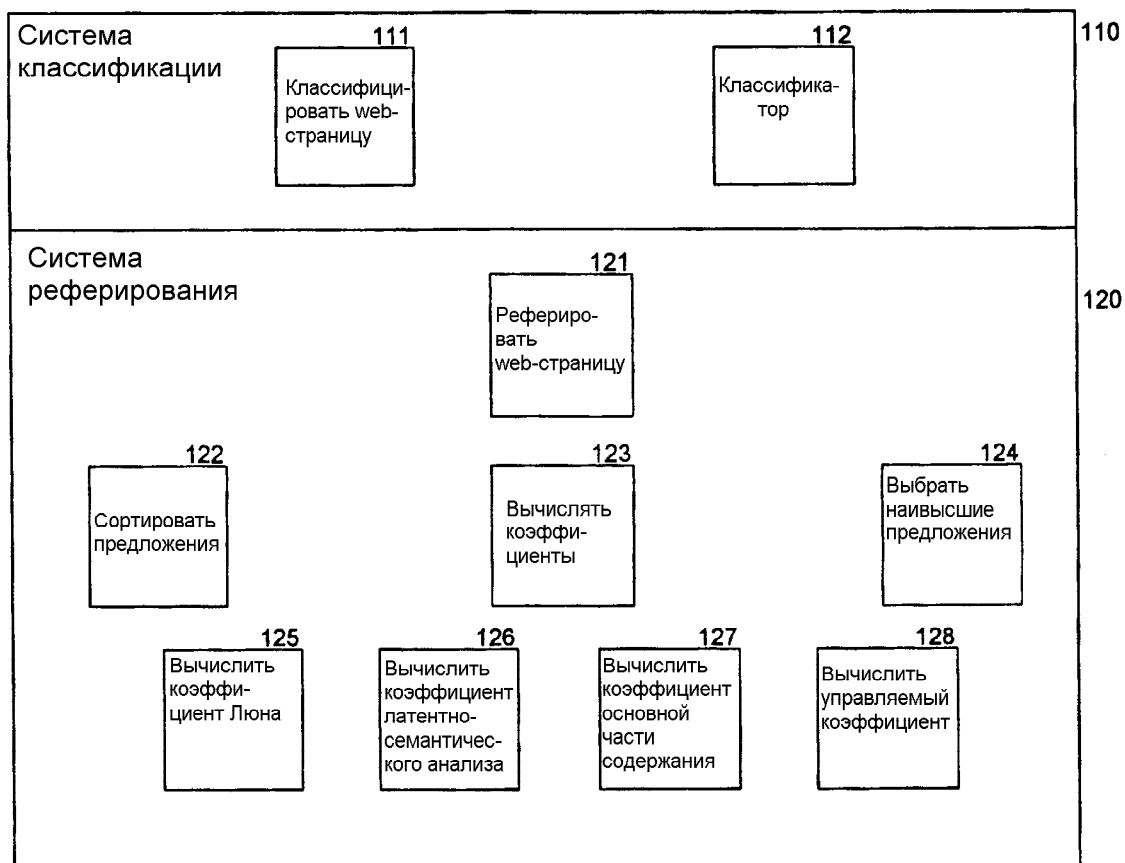 Система
классификации
111
Классифици-
ровать web-
страницу
112
Классифика-
тор
110
Система
реферирования
121
Рефериро-
вать
web-страницу
120
122
Сортировать
предложения
123
Вычислять
коэффи-
циенты
124
Выбрать
наивысшие
предложения
125
Вычислить
коэффи-
циент Люна
126
Вычислить
коэффициент
латентно-
семантичес-
кого анализа
127
Вычислить
коэффициент
основной
части
содержания
128
Вычислить
управляемый
коэффициент